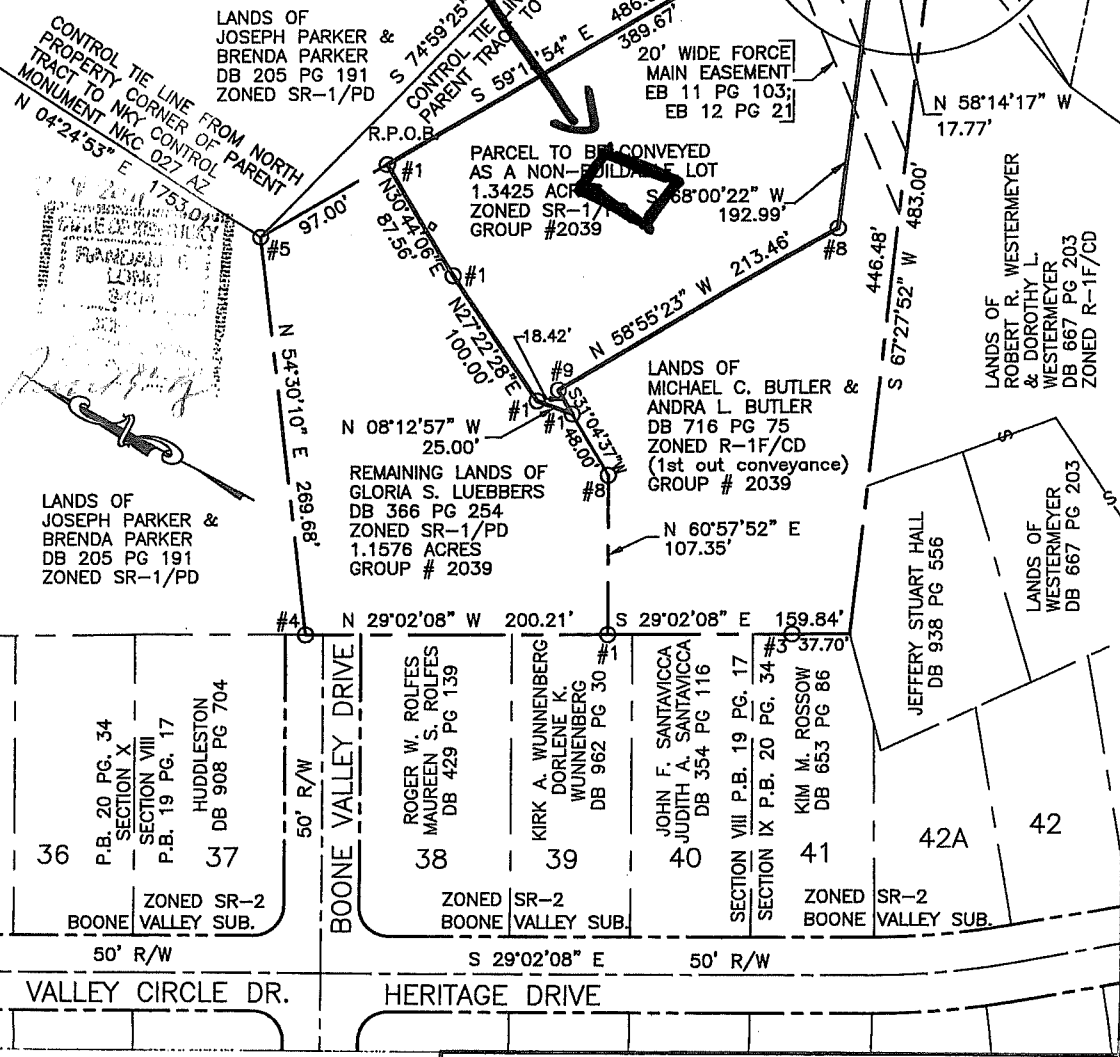 LANDS OF
JOSEPH PARKER &
BRENDA PARKER
DB 205 PG 191
ZONED SR-1/PD
CONTROL TIE LINE FROM NORTH
PROPERTY CORNER OF PARENT
TRACT TO NKY CONTROL
MONUMENT NKC 027 AZ
N 04°24'53" E 1753.04'
S 74°59'25"
CONTROL TIE LIN
PARENT TRACT TO
S 59°1 '54" E 486.
389.67'
20' WIDE FORCE
MAIN EASEMENT
EB 11 PG 103;
EB 12 PG 21
N 58°14'17" W
17.77'
R.P.O.B.
#1
97.00'
#5
N30°44'06"E
87.56'
#1
PARCEL TO BE CONVEYED
AS A NON-BUILDABLE LOT
1.3425 ACR
ZONED SR-1/
GROUP #2039
S 68°00'22" W
192.99'
#8
N 58°55'23" W 213.46'
446.48'
S 67°27'52" W 483.00'
LANDS OF
ROBERT R. WESTERMEYER
& DOROTHY L.
WESTERMEYER
DB 667 PG 203
ZONED R-1F/CD
RANDAL
LONG
N27°22'28"E
100.00'
18.42'
#9
#1
#1
S31°04'37"W
48.00'
#8
N 08°12'57" W
25.00'
N 54°30'10" E 269.68'
LANDS OF
MICHAEL C. BUTLER &
ANDRA L. BUTLER
DB 716 PG 75
ZONED R-1F/CD
(1st out conveyance)
GROUP # 2039
REMAINING LANDS OF
GLORIA S. LUEBBERS
DB 366 PG 254
ZONED SR-1/PD
1.1576 ACRES
GROUP # 2039
LANDS OF
JOSEPH PARKER &
BRENDA PARKER
DB 205 PG 191
ZONED SR-1/PD
N 60°57'52" E
107.35'
S
S
JEFFERY STUART HALL
DB 938 PG 556
LANDS OF
WESTERMEYER
DB 667 PG 203
#4
N 29°02'08" W 200.21'
S 29°02'08" E 159.84'
#1
#3
37.70'
P.B. 20 PG. 34
SECTION X
SECTION VIII
P.B. 19 PG. 17
HUDDLESTON
DB 908 PG 704
50' R/W
BOONE VALLEY DRIVE
ROGER W. ROLFES
MAUREEN S. ROLFES
DB 429 PG 139
KIRK A. WUNNENBERG
DORLENE K.
WUNNENBERG
DB 962 PG 30
JOHN F. SANTAVICCA
JUDITH A. SANTAVICCA
DB 354 PG 116
SECTION VIII P.B. 19 PG. 17
SECTION IX P.B. 20 PG. 34
KIM M. ROSSOW
DB 653 PG 86
36
37
38
39
40
41
42A
42
ZONED SR-2
BOONE VALLEY SUB.
ZONED SR-2
BOONE VALLEY SUB.
ZONED SR-2
BOONE VALLEY SUB.
50' R/W
S 29°02'08" E
50' R/W
VALLEY CIRCLE DR.
HERITAGE DRIVE